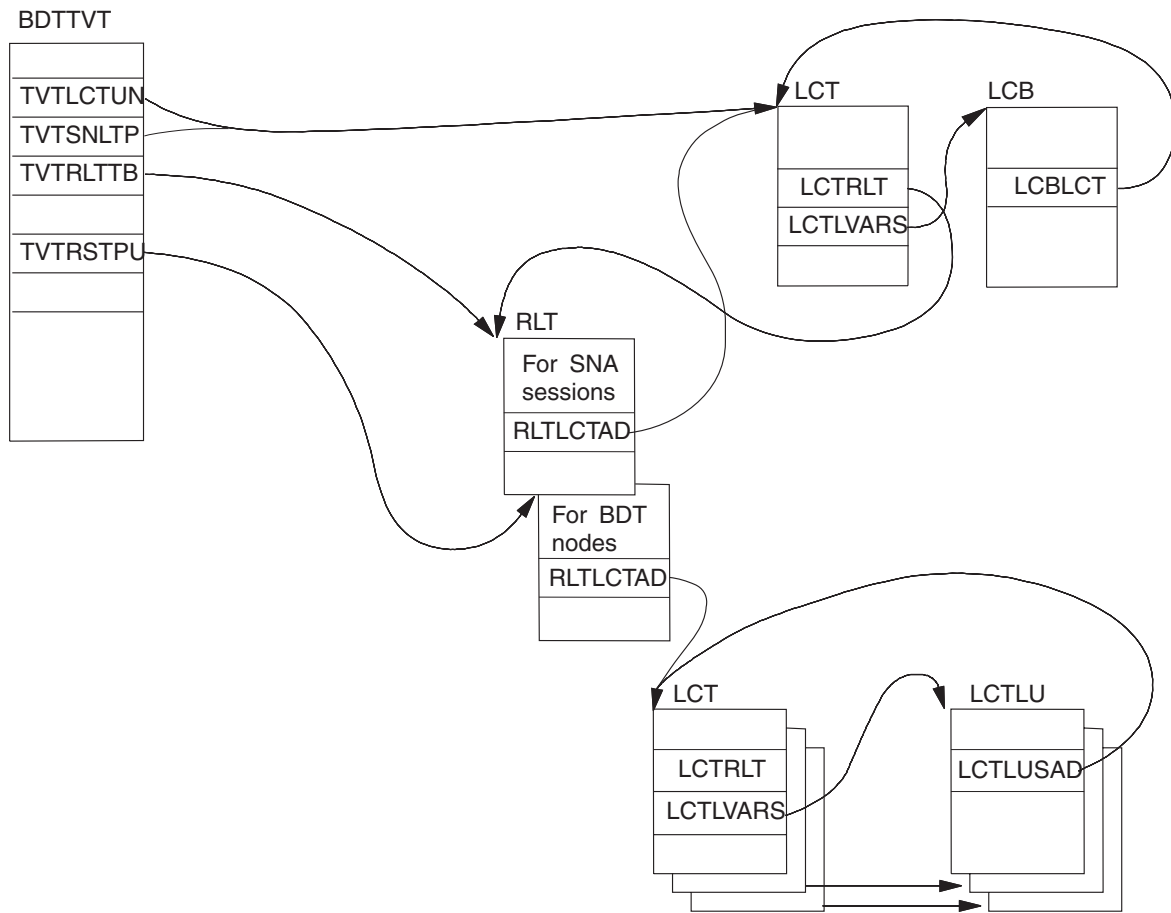 BDTTVT
TVTLCTUN
TVTSNLTP
TVTRLTTB
TVTRSTPU
LCT
LCTRLT
LCTLVARS
LCB
LCBLCT
RLT
For SNA
sessions
RLTLCTAD
For BDT
nodes
RLTLCTAD
LCT
LCTRLT
LCTLVARS
LCTLU
LCTLUSAD